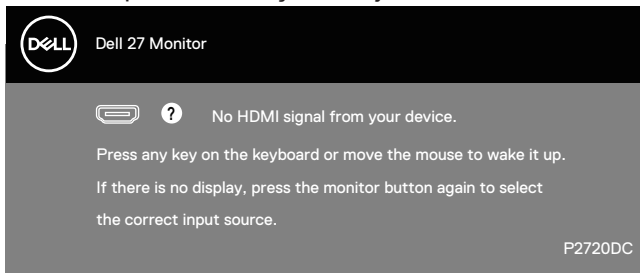 DELL
Dell 27 Monitor
? No HDMI signal from your device.
Press any key on the keyboard or move the mouse to wake it up.
If there is no display, press the monitor button again to select
the correct input source.
P2720DC